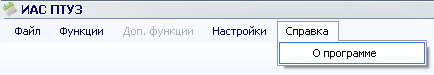 ИАС ПТУЗ
Файл Функции Доп. функции Настройки Справка
О программе